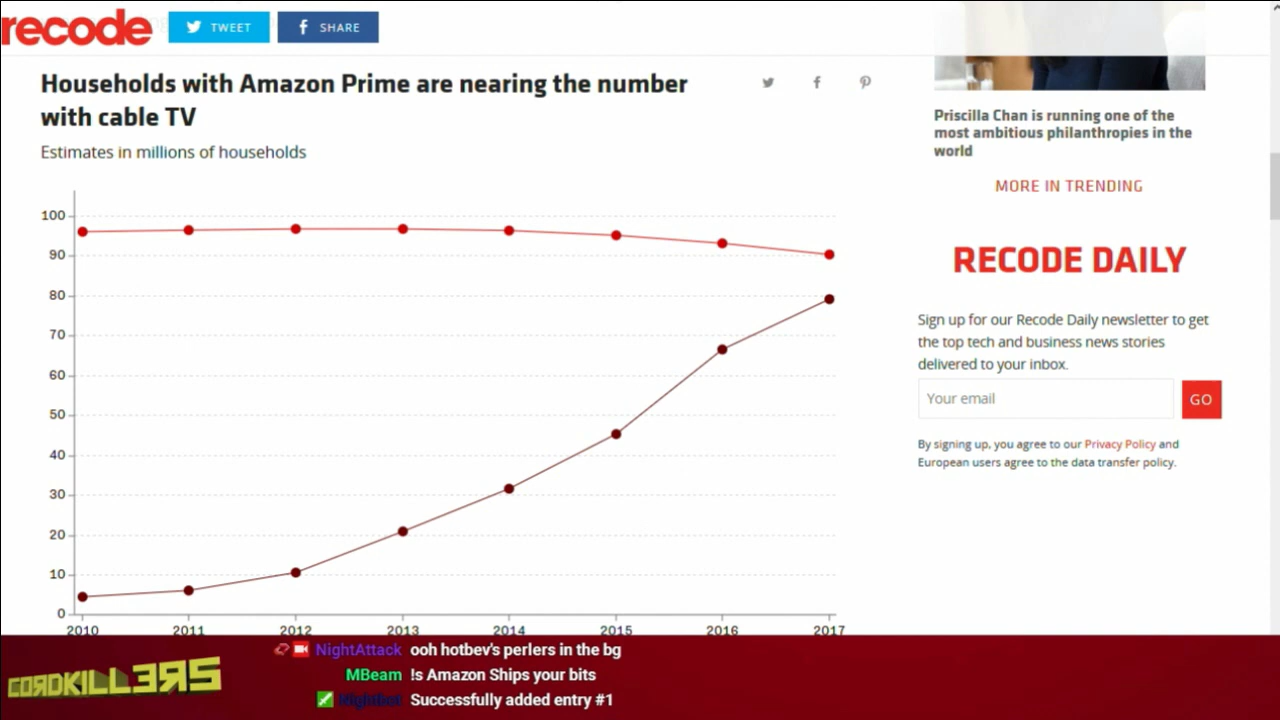 recode
TWEET
SHARE
Households with Amazon Prime are nearing the number
with cable TV
Estimates in millions of households
100
90
80
70
60
50
40
30
20
10
0
2010 2011 2012 2013 2014 2015 2016 2017
Priscilla Chan is running one of the
most ambitious philanthropies in the
world
MORE IN TRENDING
RECODE DAILY
Sign up for our Recode Daily newsletter to get
the top tech and business news stories
delivered to your inbox.
Your email
GO
By signing up, you agree to our Privacy Policy and
European users agree to the data transfer policy.
CORDKILLERS
NightAttack ooh hotbev's perlers in the bg
MBeam !s Amazon Ships your bits
Nightbot Successfully added entry #1